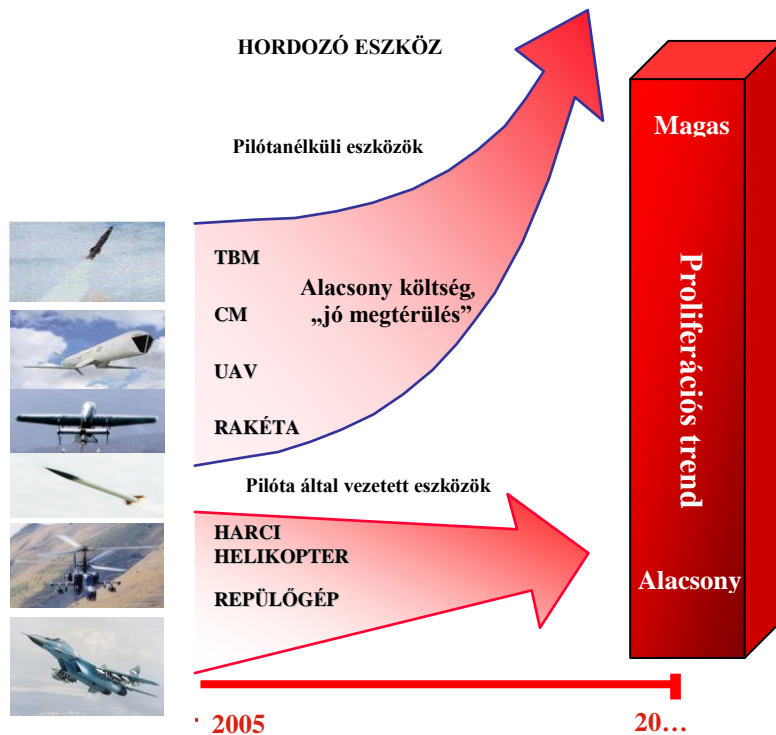 HORDOZÓ ESZKÖZ
Magas
Pilótanélküli eszközök
TBM
Alacsony költség,
„jó megtérülés”
CM
UAV
RAKÉTA
Proliferációs trend
Pilóta által vezetett eszközök
HARCI
HELIKOPTER
REPÜLŐGÉP
Alacsony
2005
20…